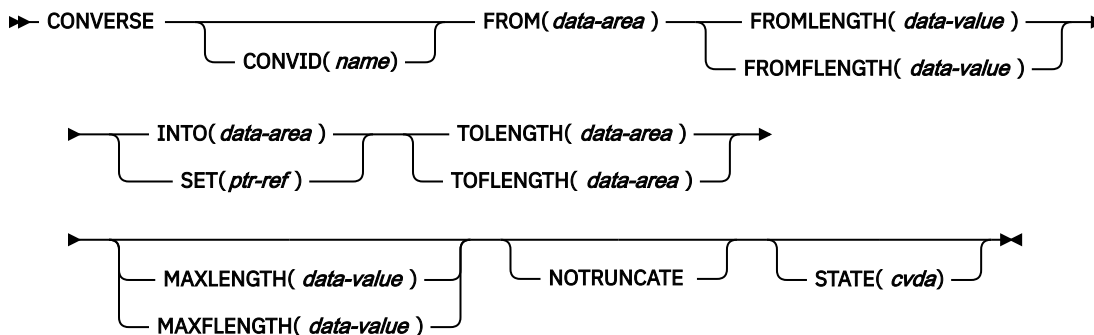 CONVERSE FROM( data-area ) FROMLENGTH( data-value )
CONVID( name) FROMFLENGTH( data-value )
INTO( data-area ) TOLENGTH( data-area )
SET(ptr-ref ) TOFLENGTH( data-area )
MAXLENGTH( data-value ) NOTRUNCATE STATE( cvda)
MAXFLENGTH( data-value )